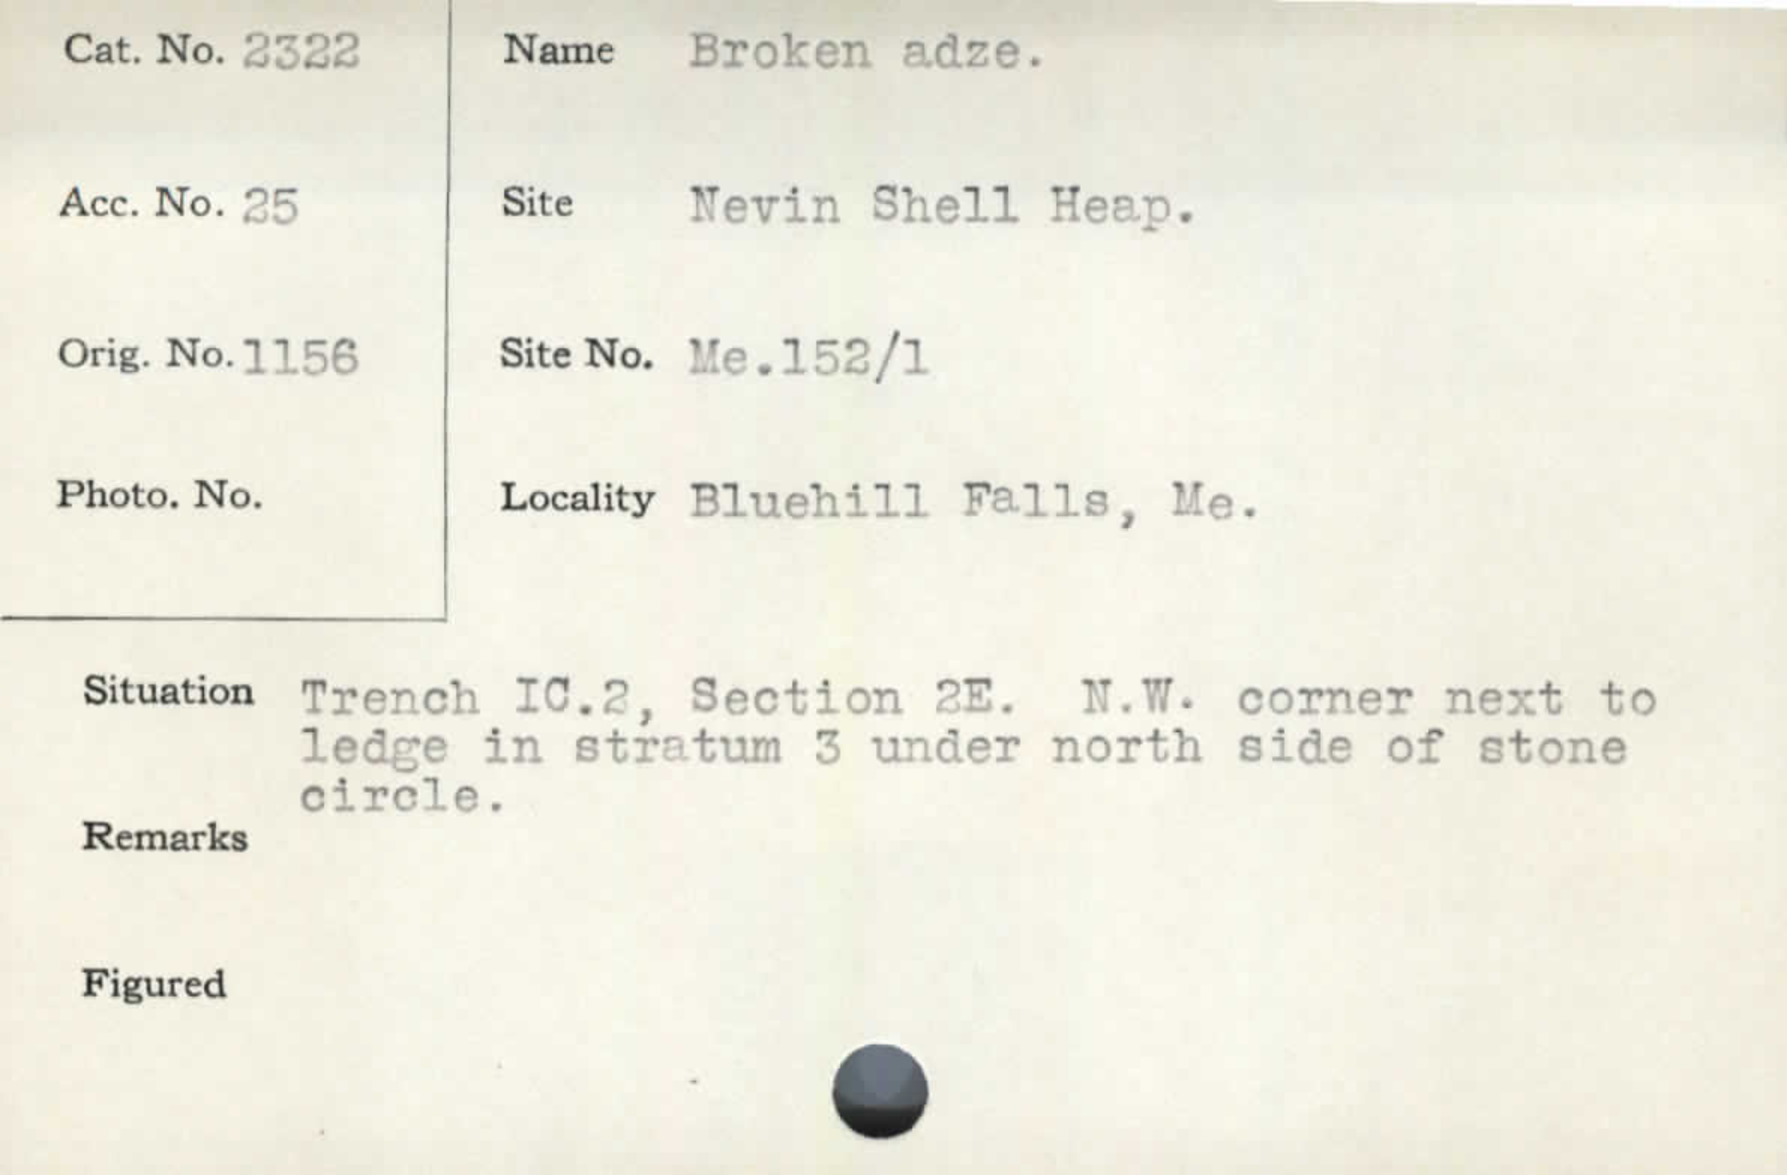 Cat. No. 2322
Name Broken adze.
Acc. No. 25
Site Nevin Shell Heap.
Orig. No. 1156
Site No. Me.152/1
Photo. No.
Locality Bluehill Falls, Me.
Situation Trench IC.2, Section 2E. N.W. corner next to
ledge in stratum 3 under north side of stone
circle.
Remarks
Figured